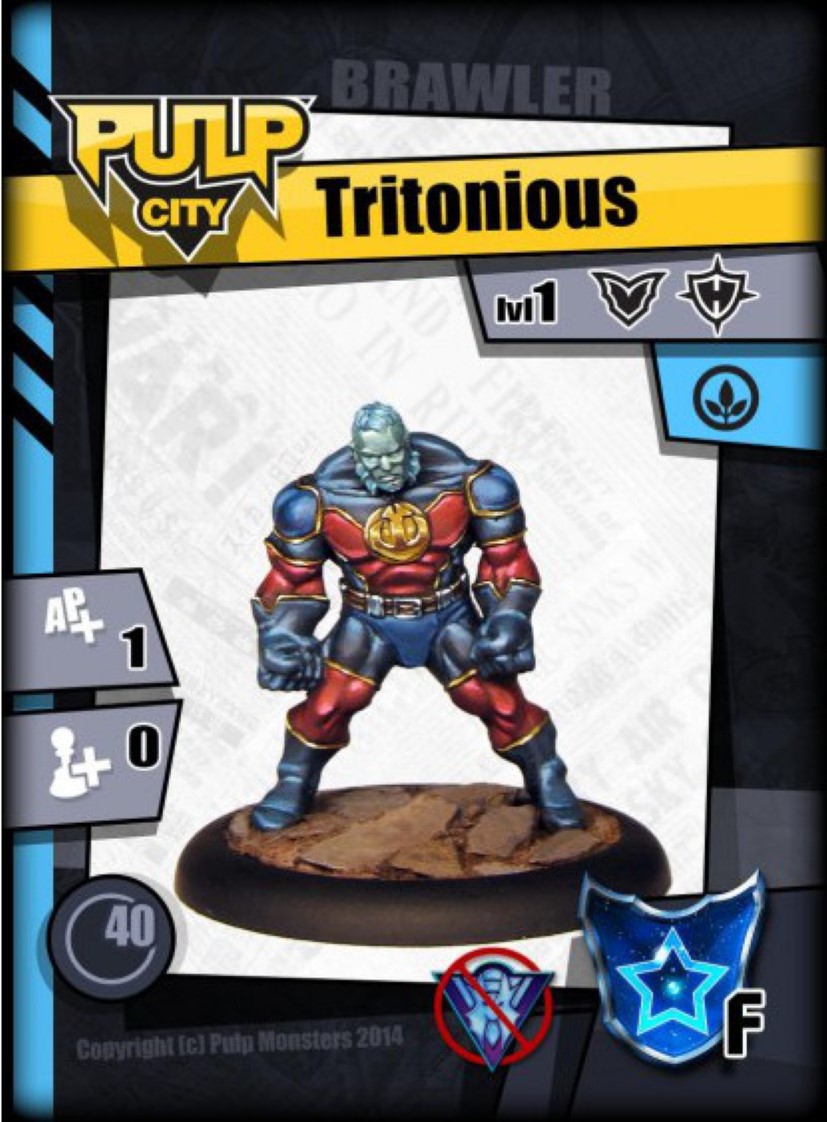 BRAWLER
PULP
CITY
Tritonious
lvl1
H
AP+
1
+ 0
40
F
Copyright (c) Pulp Monsters 2014